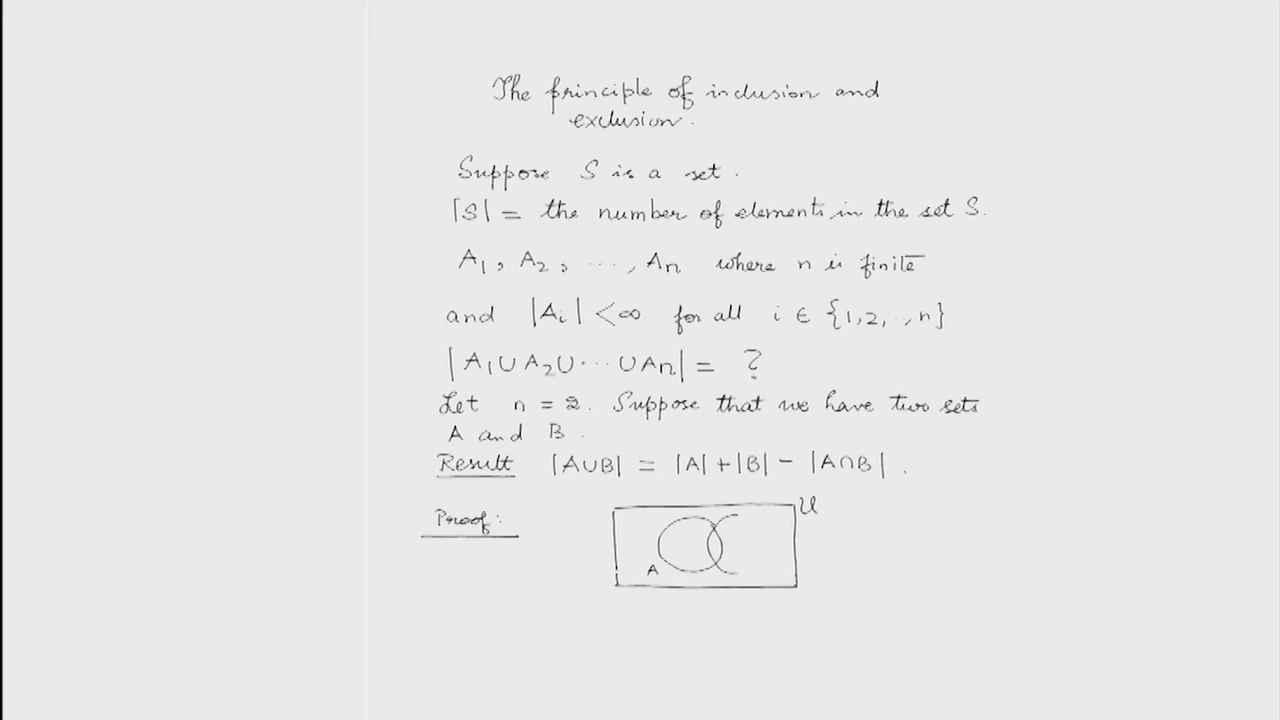 The principle of inclusion and
exclusion.
Suppose S is a set.
|S| = the number of elements in the set S.
A₁, A₂, ..., Aₙ where n is finite
and |Aᵢ| < ∞ for all i ∈ {1,2,..,n}
|A₁∪A₂∪...∪Aₙ| = ?
Let n = 2. Suppose that we have two sets
A and B.
Result |A∪B| = |A|+|B| - |A∩B|.
Proof:
U
A